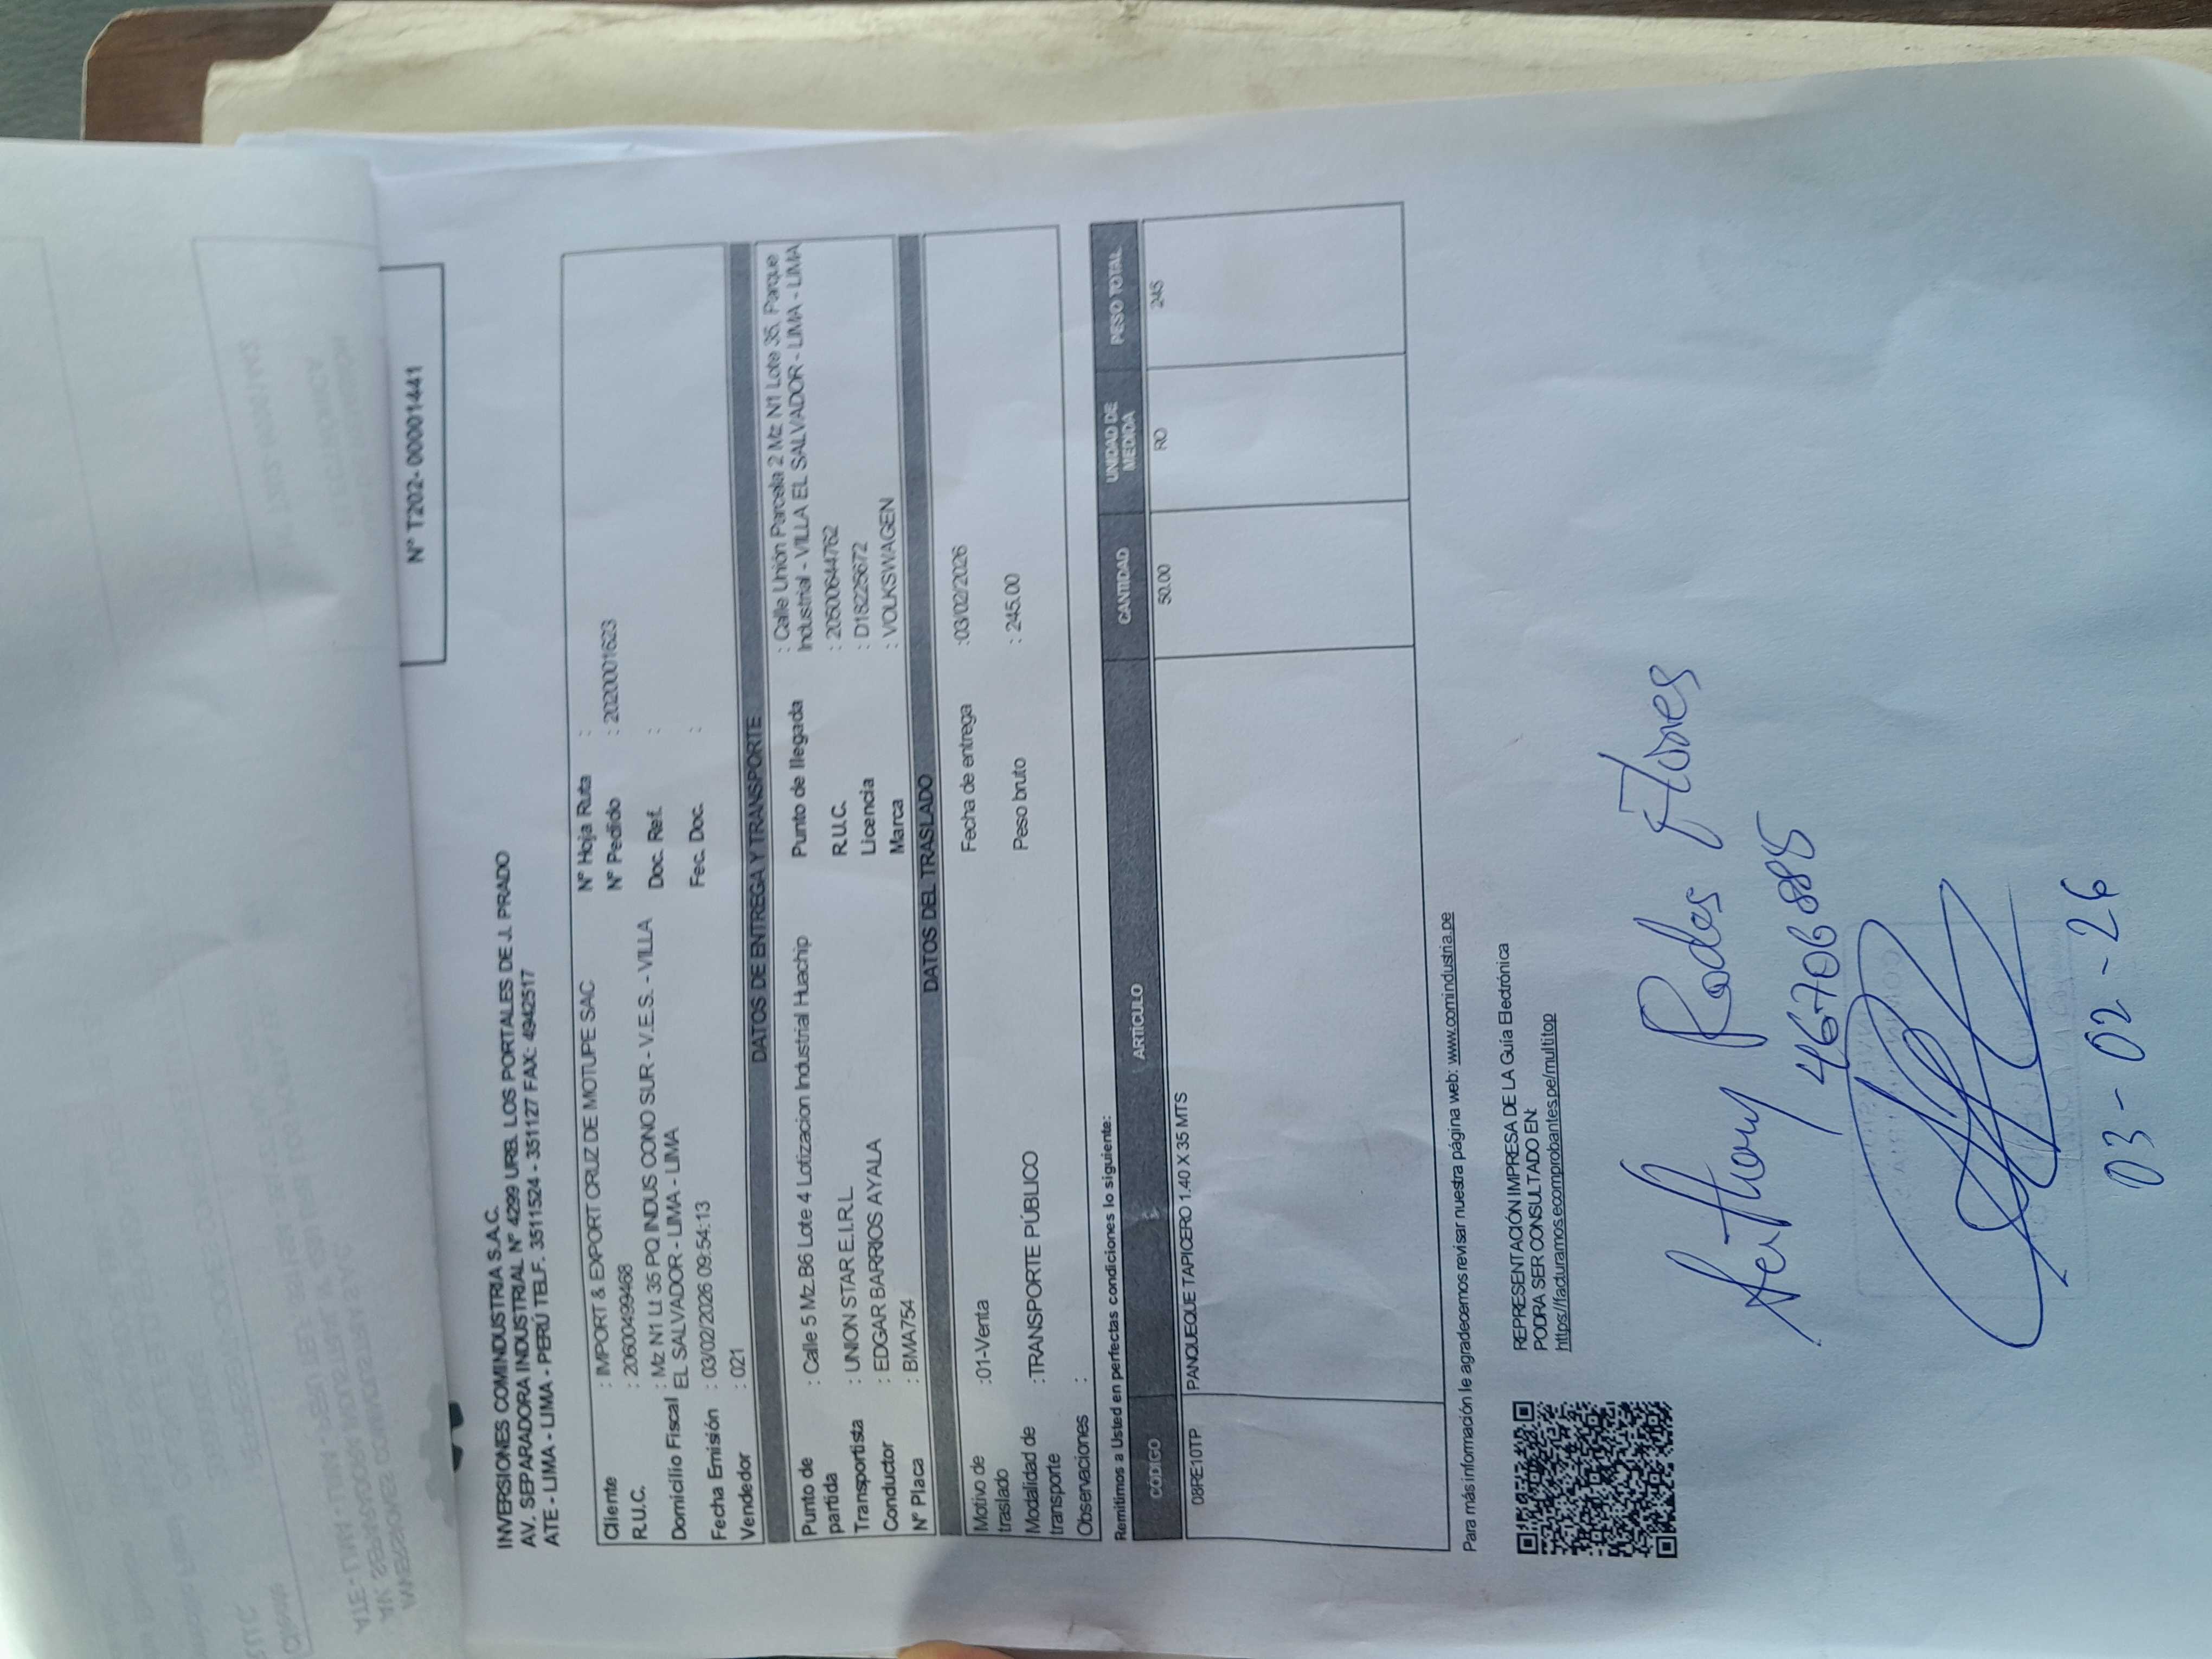 N° T202-00001441
INVERSIONES COMINDUSTRIA S.A.C.
AV. SEPARADORA INDUSTRIAL N° 4299 URB. LOS PORTALES DE J. PRADO
ATE - LIMA - LIMA - PERÚ TELF. 3511524 - 3511127 FAX: 4942517
Cliente : IMPORT & EXPORT CRUZ DE MOTUPE SAC N° Hoja Ruta :
R.U.C. : 20600499468 N° Pedido : 2020001623
Domicilio Fiscal : Mz N1 Lt 35 PQ INDUS CONO SUR - V.E.S. - VILLA Doc. Ref. :
EL SALVADOR - LIMA - LIMA
Fecha Emisión : 03/02/2026 09:54:13 Fec. Doc. :
Vendedor : 021
DATOS DE ENTREGA Y TRANSPORTE
Punto de partida : Calle 5 Mz.B6 Lote 4 Lotizacion Industrial Huachip Punto de llegada : Calle Unión Parcela 2 Mz N1 Lote 35. Parque
Industrial - VILLA EL SALVADOR - LIMA - LIMA
Transportista : UNION STAR E.I.R.L. R.U.C. : 20500644762
Conductor : EDGAR BARRIOS AYALA Licencia : D18225672
N° Placa : BMA754 Marca : VOLKSWAGEN
DATOS DEL TRASLADO
Motivo de traslado :01-Venta Fecha de entrega :03/02/2026
Modalidad de transporte :TRANSPORTE PÚBLICO Peso bruto : 245.00
Observaciones :
Remitimos a Usted en perfectas condiciones lo siguiente:
CÓDIGO ARTÍCULO CANTIDAD UNIDAD DE MEDIDA PESO TOTAL
08RE10TP PANQUEQUE TAPICERO 1.40 X 35 MTS 50.00 RO 245
Para más información le agradecemos revisar nuestra página web: www.comindustria.pe
REPRESENTACIÓN IMPRESA DE LA Guía Electrónica
PODRA SER CONSULTADO EN:
https://facturamos.ecomprobantes.pe/multitop
Anthony Rodas Flores
46706885
03-02-26